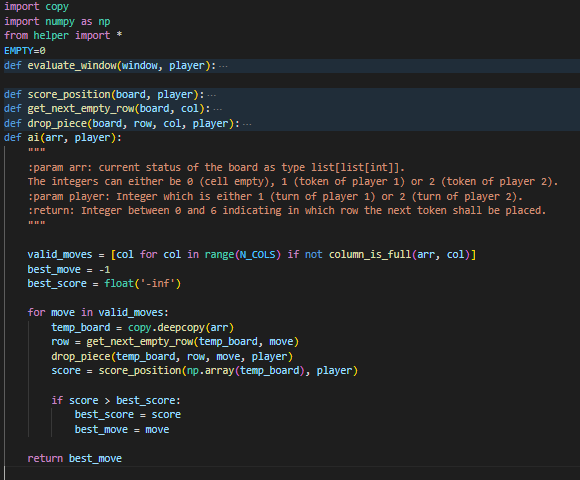 import copy
import numpy as np
from helper import *
EMPTY=0
def evaluate_window(window, player): ···
def score_position(board, player): ···
def get_next_empty_row(board, col): ···
def drop_piece(board, row, col, player): ···
def ai(arr, player):
    """
    :param arr: current status of the board as type list[list[int]].
    The integers can either be 0 (cell empty), 1 (token of player 1) or 2 (token of player 2).
    :param player: Integer which is either 1 (turn of player 1) or 2 (turn of player 2).
    :return: Integer between 0 and 6 indicating in which row the next token shall be placed.
    """
    valid_moves = [col for col in range(N_COLS) if not column_is_full(arr, col)]
    best_move = -1
    best_score = float('-inf')
    for move in valid_moves:
        temp_board = copy.deepcopy(arr)
        row = get_next_empty_row(temp_board, move)
        drop_piece(temp_board, row, move, player)
        score = score_position(np.array(temp_board), player)
        if score > best_score:
            best_score = score
            best_move = move
    return best_move